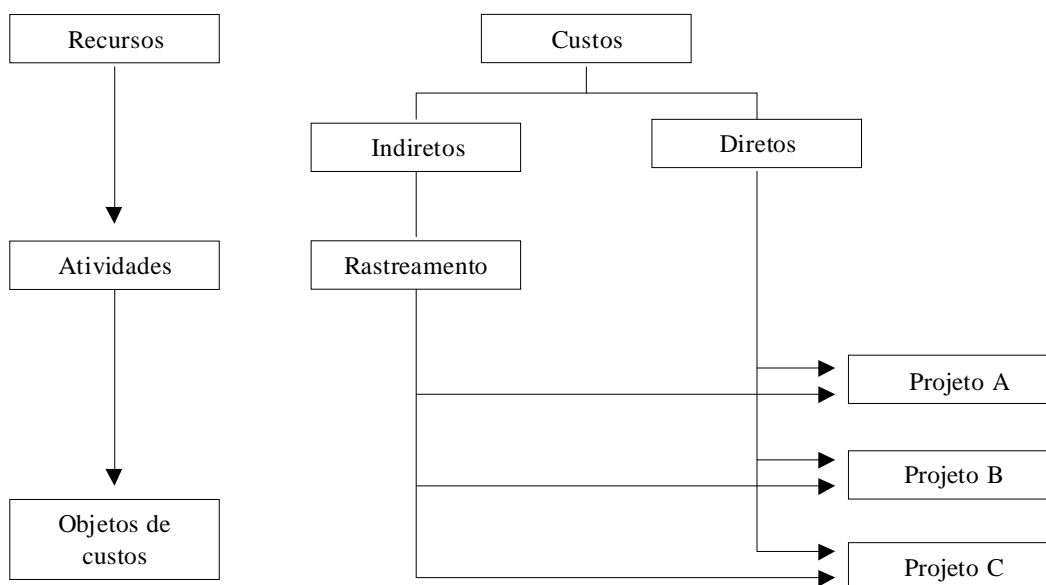 Recursos
Custos
Indiretos
Diretos
Atividades
Rastreamento
Projeto A
Projeto B
Objetos de
custos
Projeto C